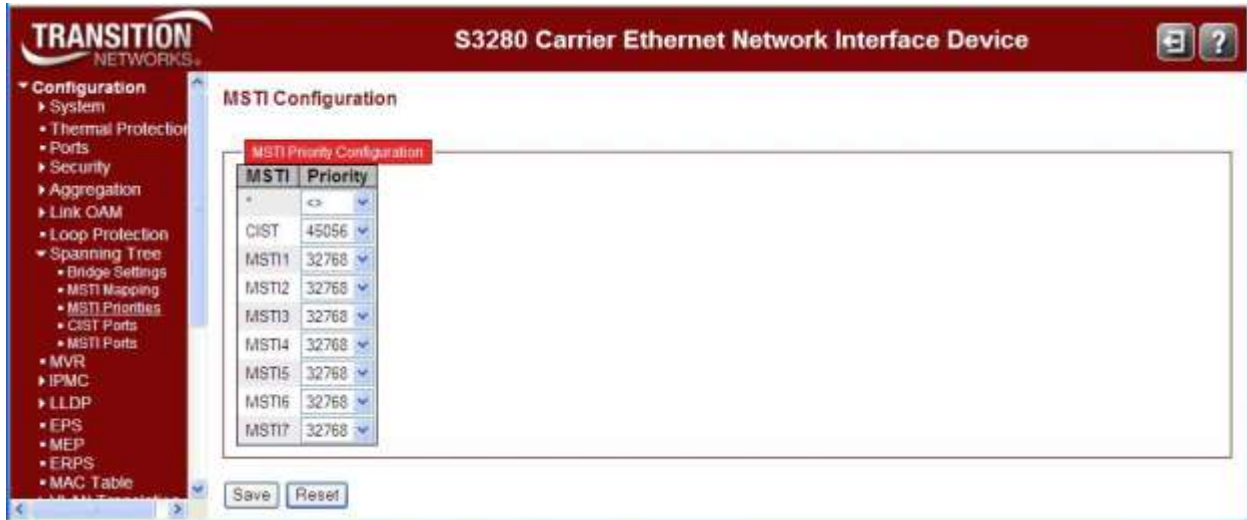 TRANSITION
NETWORKS®
S3280 Carrier Ethernet Network Interface Device
Configuration
System
Thermal Protection
Ports
Security
Aggregation
Link OAM
Loop Protection
Spanning Tree
Bridge Settings
MSTI Mapping
MSTI Priorities
CIST Ports
MSTI Ports
MVR
IPMC
LLDP
EPS
MEP
ERPS
MAC Table
MSTI Configuration
MSTI Priority Configuration
MSTI Priority
* <>
CIST 45056
MSTI1 32768
MSTI2 32768
MSTI3 32768
MSTI4 32768
MSTI5 32768
MSTI6 32768
MSTI7 32768
Save Reset